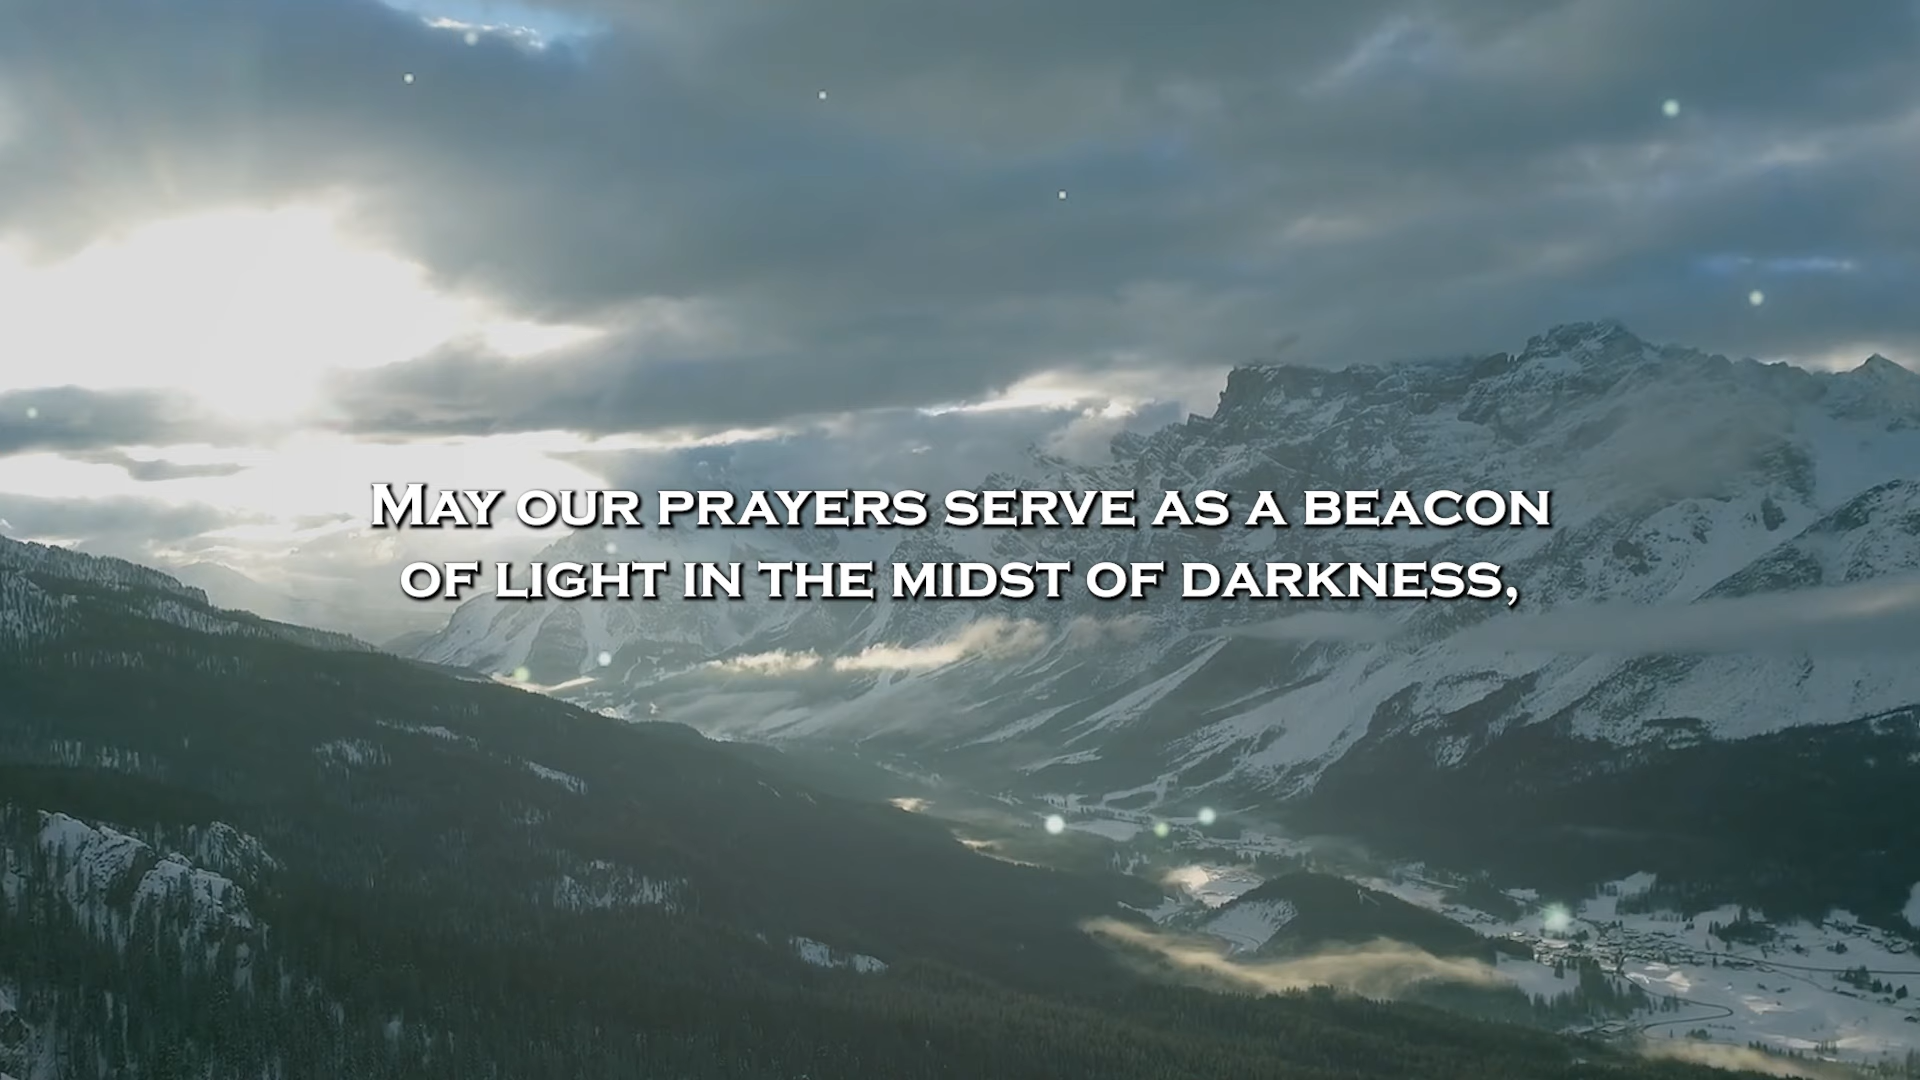 May our prayers serve as a beacon
of light in the midst of darkness,